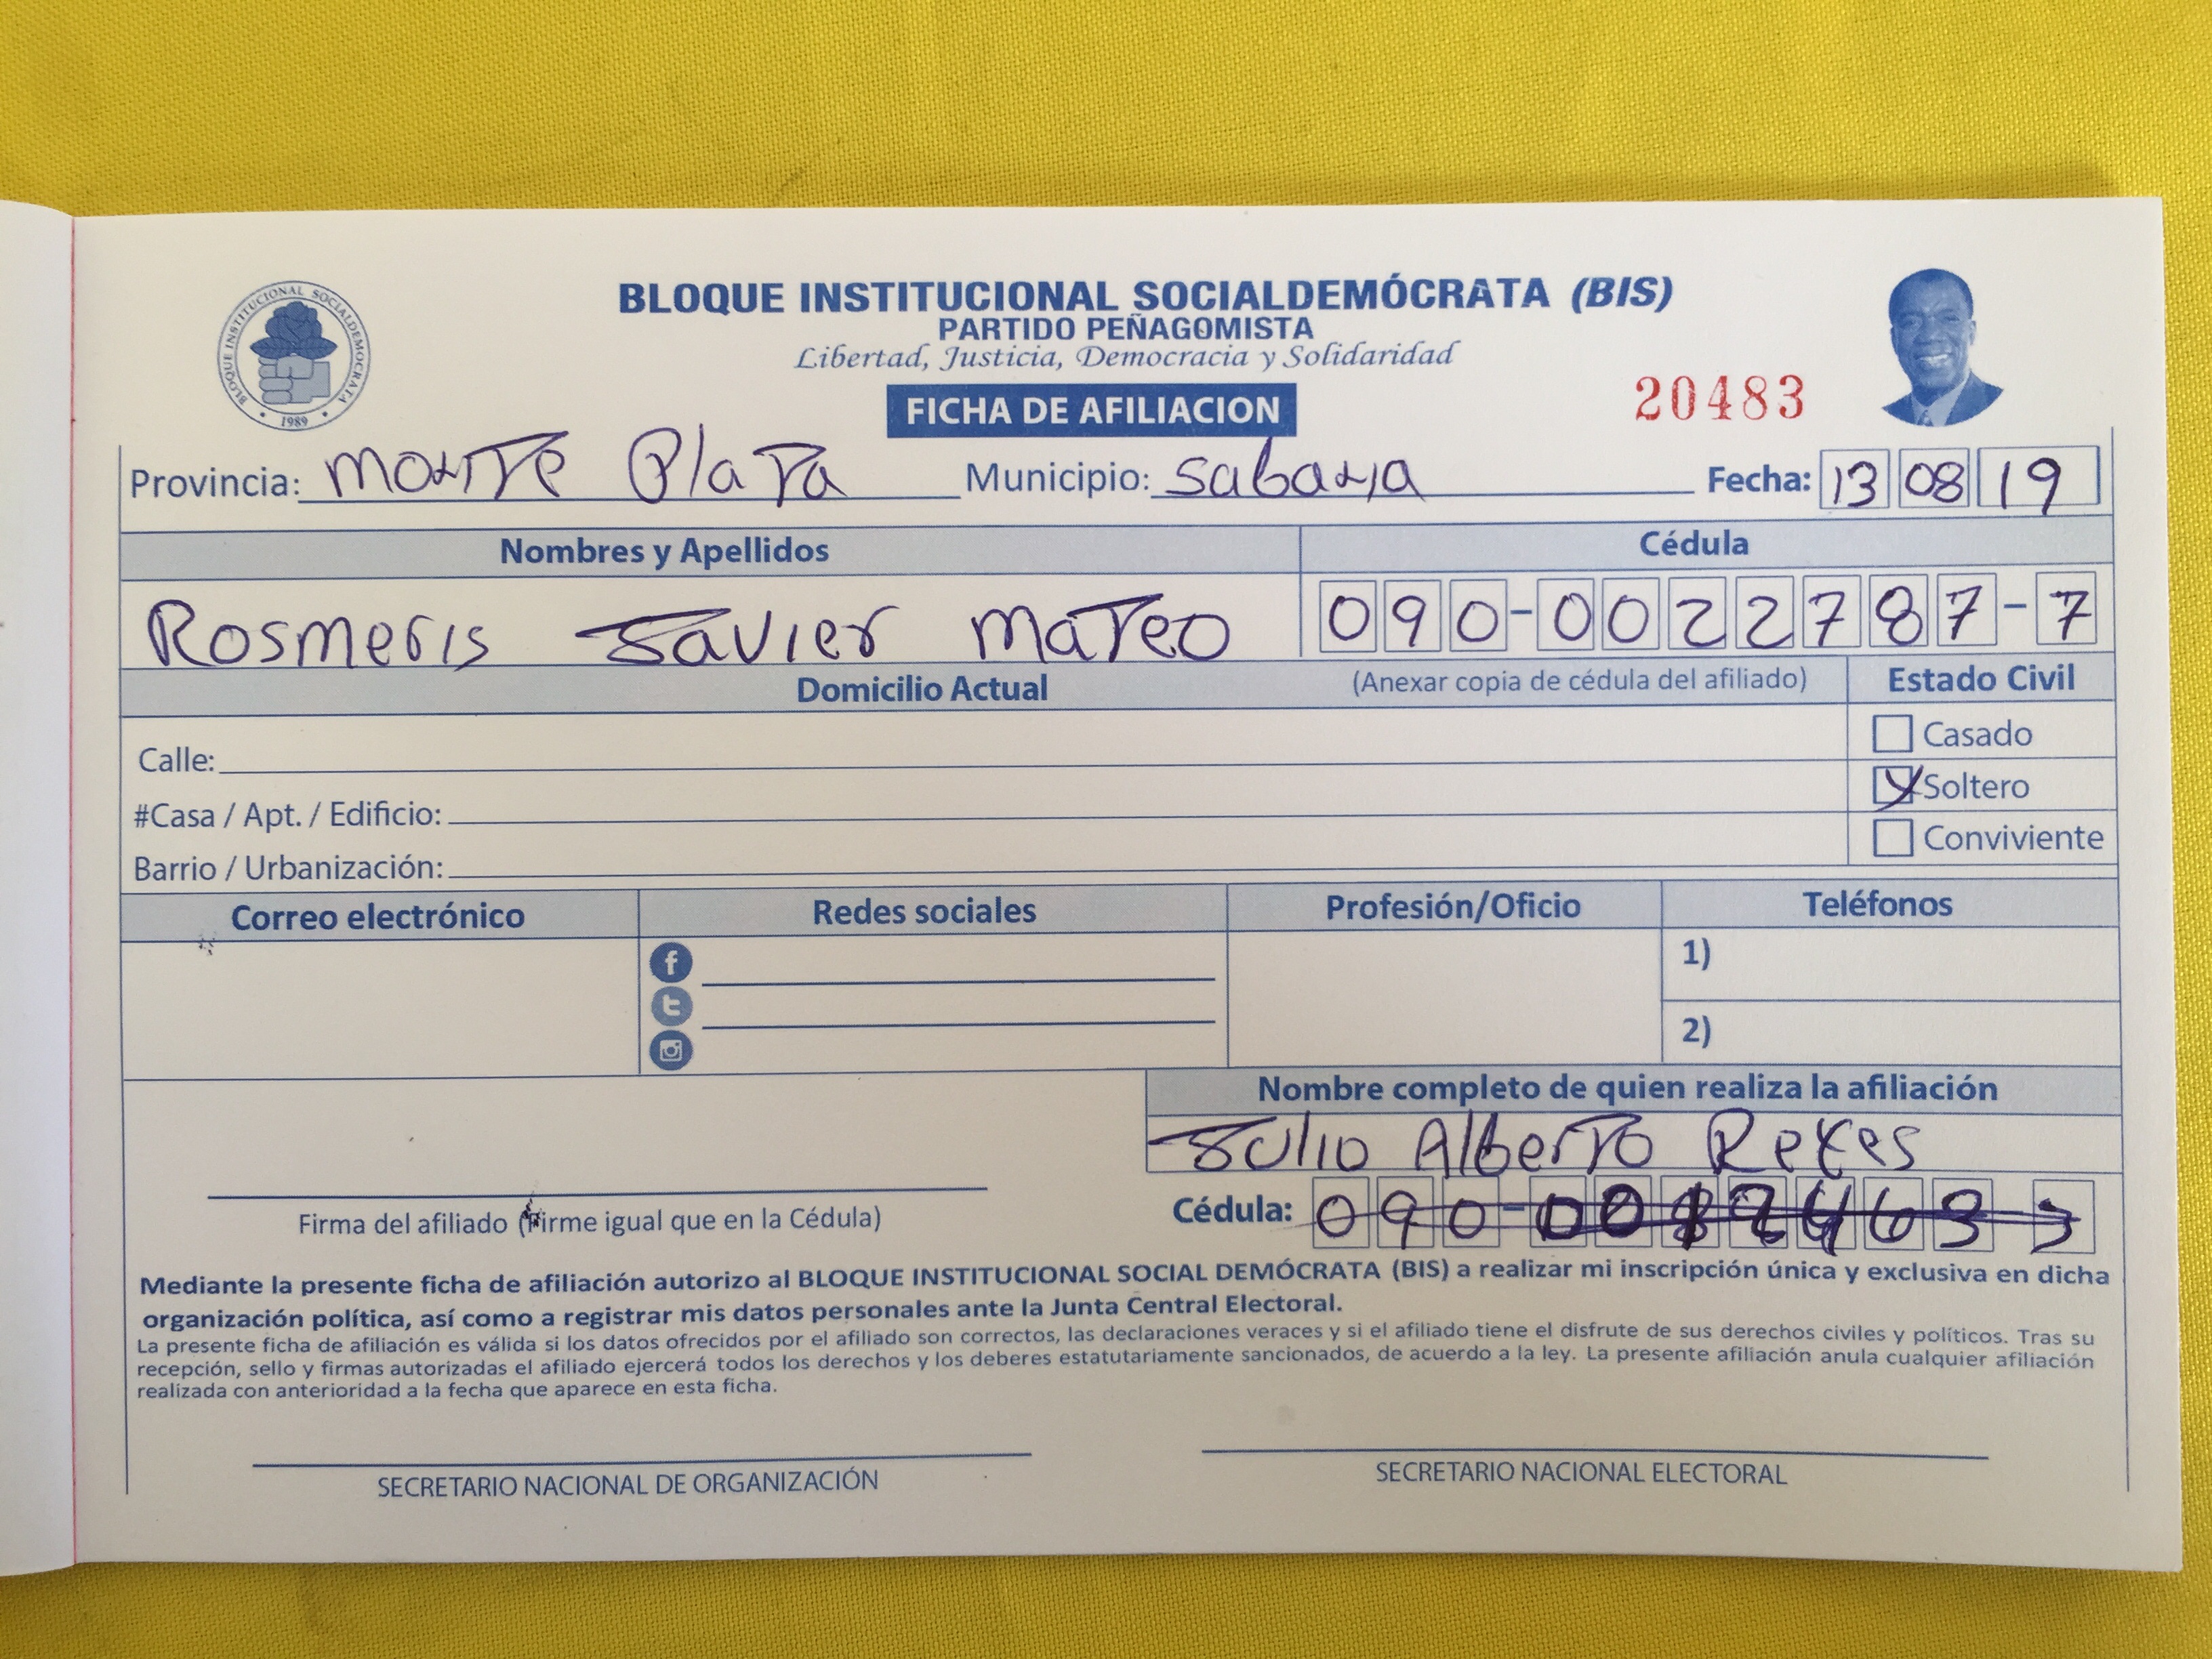 BLOQUE INSTITUCIONAL SOCIALDEMÓCRATA (BIS)
PARTIDO PEÑAGOMISTA
Libertad, Justicia, Democracia y Solidaridad
BLOQUE INSTITUCIONAL SOCIALDEMOCRATA
1989
FICHA DE AFILIACION
20483
Provincia: Monte Plata Municipio: Sabana Fecha: 13 08 19
Nombres y Apellidos Cédula
Rosmeris Javier Mateo 090-0022787-7
Domicilio Actual (Anexar copia de cédula del afiliado) Estado Civil
Casado
Calle:
Soltero
#Casa / Apt. / Edificio:
Conviviente
Barrio / Urbanización:
Correo electrónico Redes sociales Profesión/Oficio Teléfonos
1)
2)
Nombre completo de quien realiza la afiliación
Julio Alberto Reyes
Cédula: 090-
Firma del afiliado (Firme igual que en la Cédula)
Mediante la presente ficha de afiliación autorizo al BLOQUE INSTITUCIONAL SOCIAL DEMÓCRATA (BIS) a realizar mi inscripción única y exclusiva en dicha
organización política, así como a registrar mis datos personales ante la Junta Central Electoral.
La presente ficha de afiliación es válida si los datos ofrecidos por el afiliado son correctos, las declaraciones veraces y si el afiliado tiene el disfrute de sus derechos civiles y políticos. Tras su
recepción, sello y firmas autorizadas el afiliado ejercerá todos los derechos y los deberes estatutariamente sancionados, de acuerdo a la ley. La presente afiliación anula cualquier afiliación
realizada con anterioridad a la fecha que aparece en esta ficha.
SECRETARIO NACIONAL DE ORGANIZACIÓN SECRETARIO NACIONAL ELECTORAL